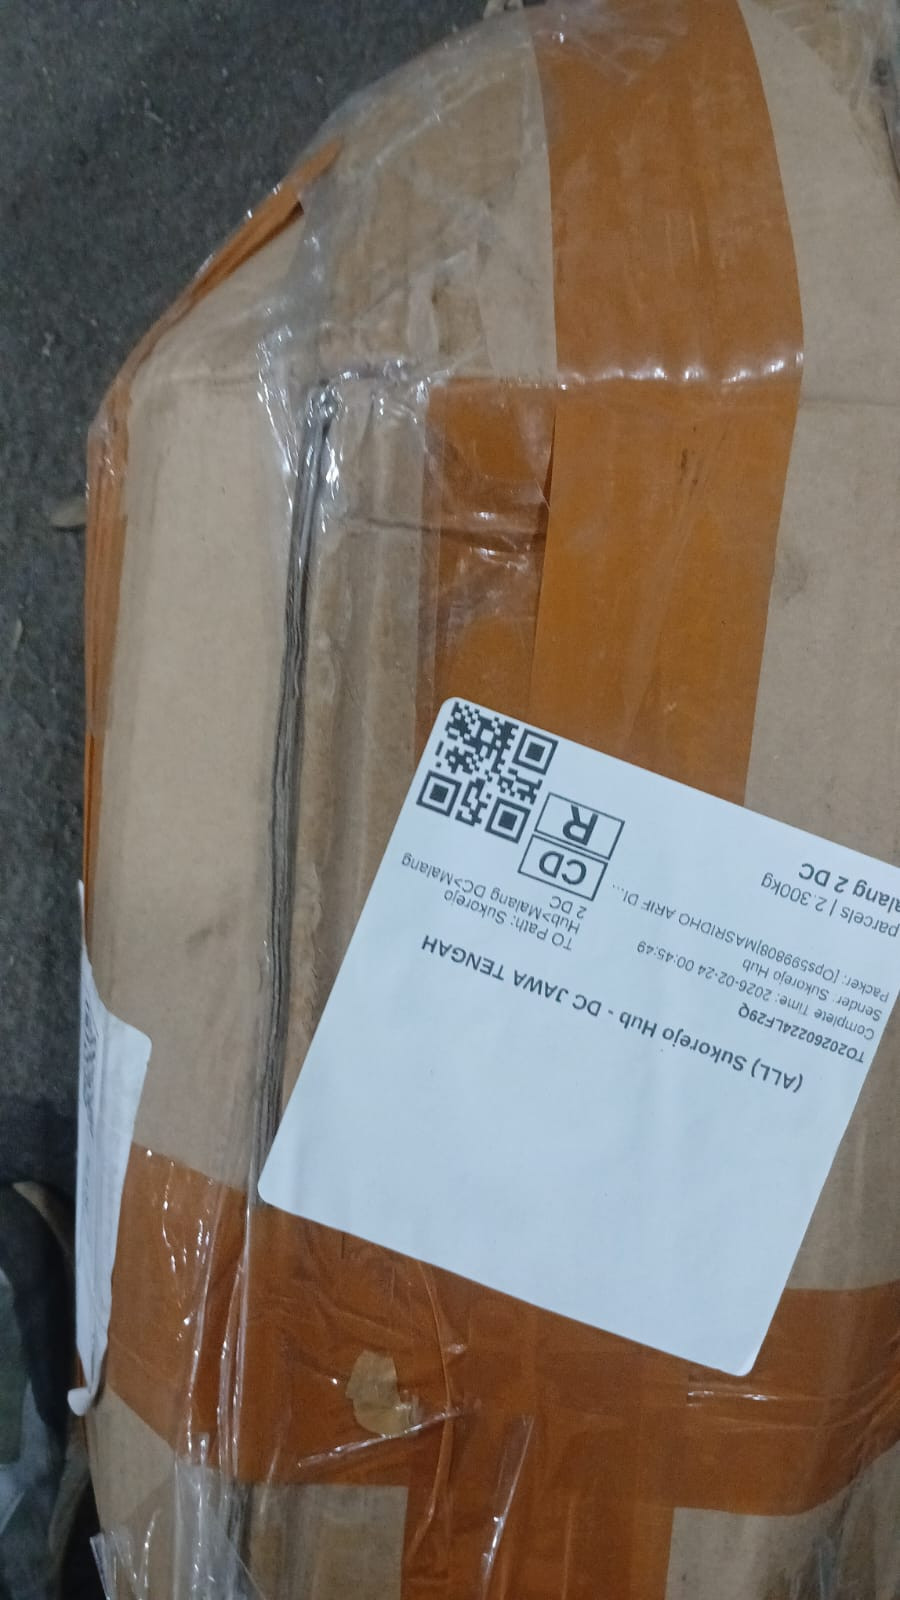 (ALL) Sukorejo Hub - DC JAWA TENGAH
TO202602224LF29Q
Complete Time: 2026-02-24 00:45:49
Sender: Sukorejo Hub
Packer: [Ops599808]MASRIDHO ARIF DI...
parcels | 2.300kg
alang 2 DC
TO Path: Sukorejo
Hub>Malang DC>Malang
2 DC
CD
R